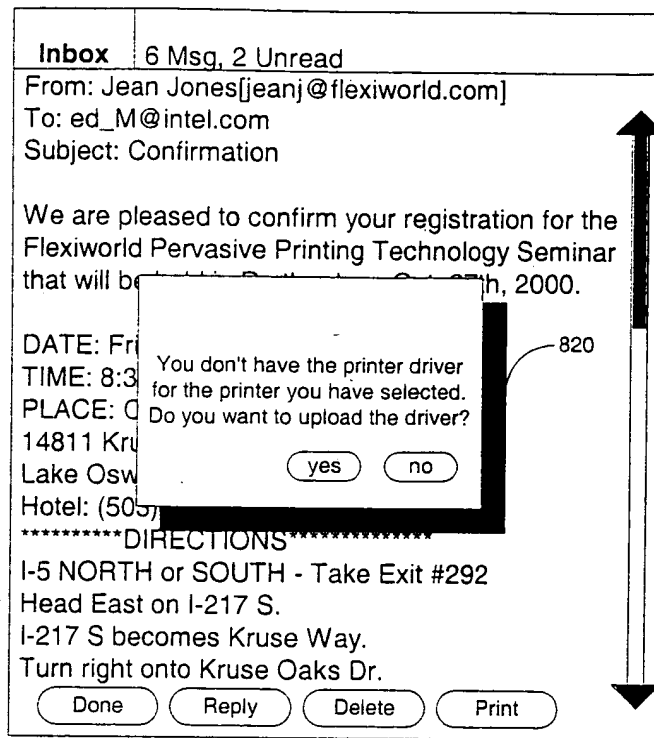 Inbox 6 Msg, 2 Unread
From: Jean Jones[jeanj@flexiworld.com]
To: ed_M@intel.com
Subject: Confirmation
We are pleased to confirm your registration for the
Flexiworld Pervasive Printing Technology Seminar
that will be th, 2000.
DATE: Fri
TIME: 8:3
PLACE:
14811 Kru
Lake Osw
Hotel: (503)
You don't have the printer driver
for the printer you have selected.
Do you want to upload the driver?
yes no
820
**********DIRECTIONS**************
I-5 NORTH or SOUTH - Take Exit #292
Head East on I-217 S.
I-217 S becomes Kruse Way.
Turn right onto Kruse Oaks Dr.
Done Reply Delete Print